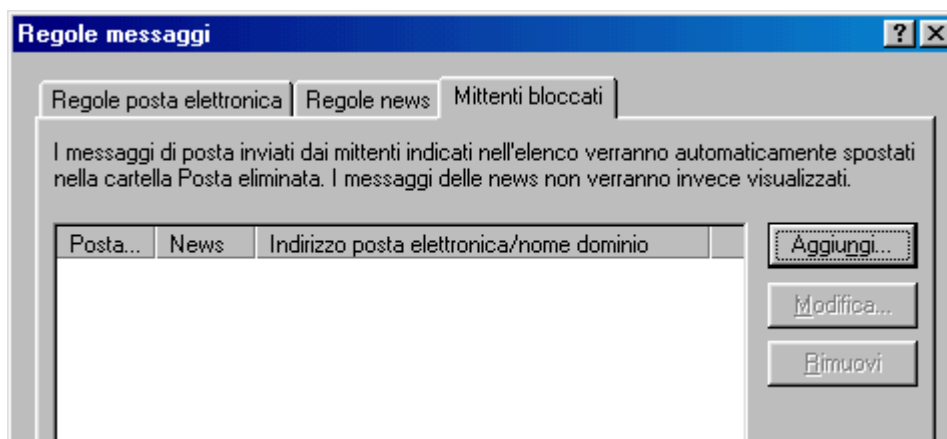 Regole messaggi
Regole posta elettronica Regole news Mittenti bloccati
I messaggi di posta inviati dai mittenti indicati nell'elenco verranno automaticamente spostati
nella cartella Posta eliminata. I messaggi delle news non verranno invece visualizzati.
Posta... News Indirizzo posta elettronica/nome dominio
Aggiungi...
Modifica...
Rimuovi